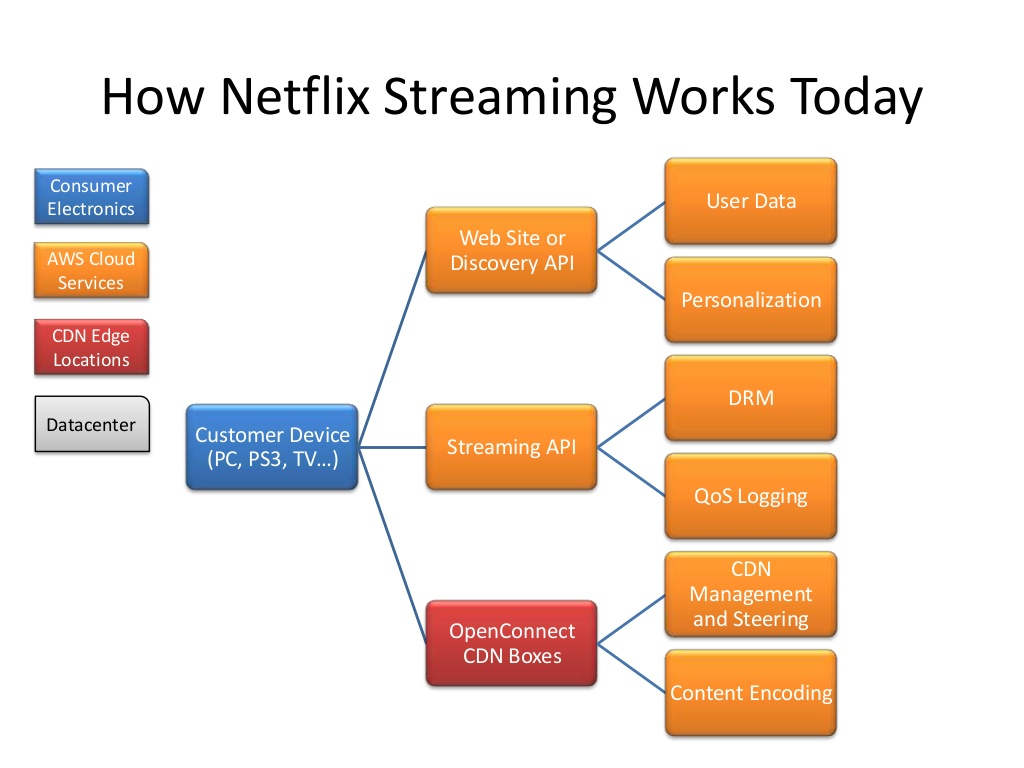 How Netflix Streaming Works Today
Consumer
Electronics
AWS Cloud
Services
CDN Edge
Locations
Datacenter
Customer Device
(PC, PS3, TV…)
Web Site or
Discovery API
User Data
Personalization
Streaming API
DRM
QoS Logging
OpenConnect
CDN Boxes
CDN
Management
and Steering
Content Encoding